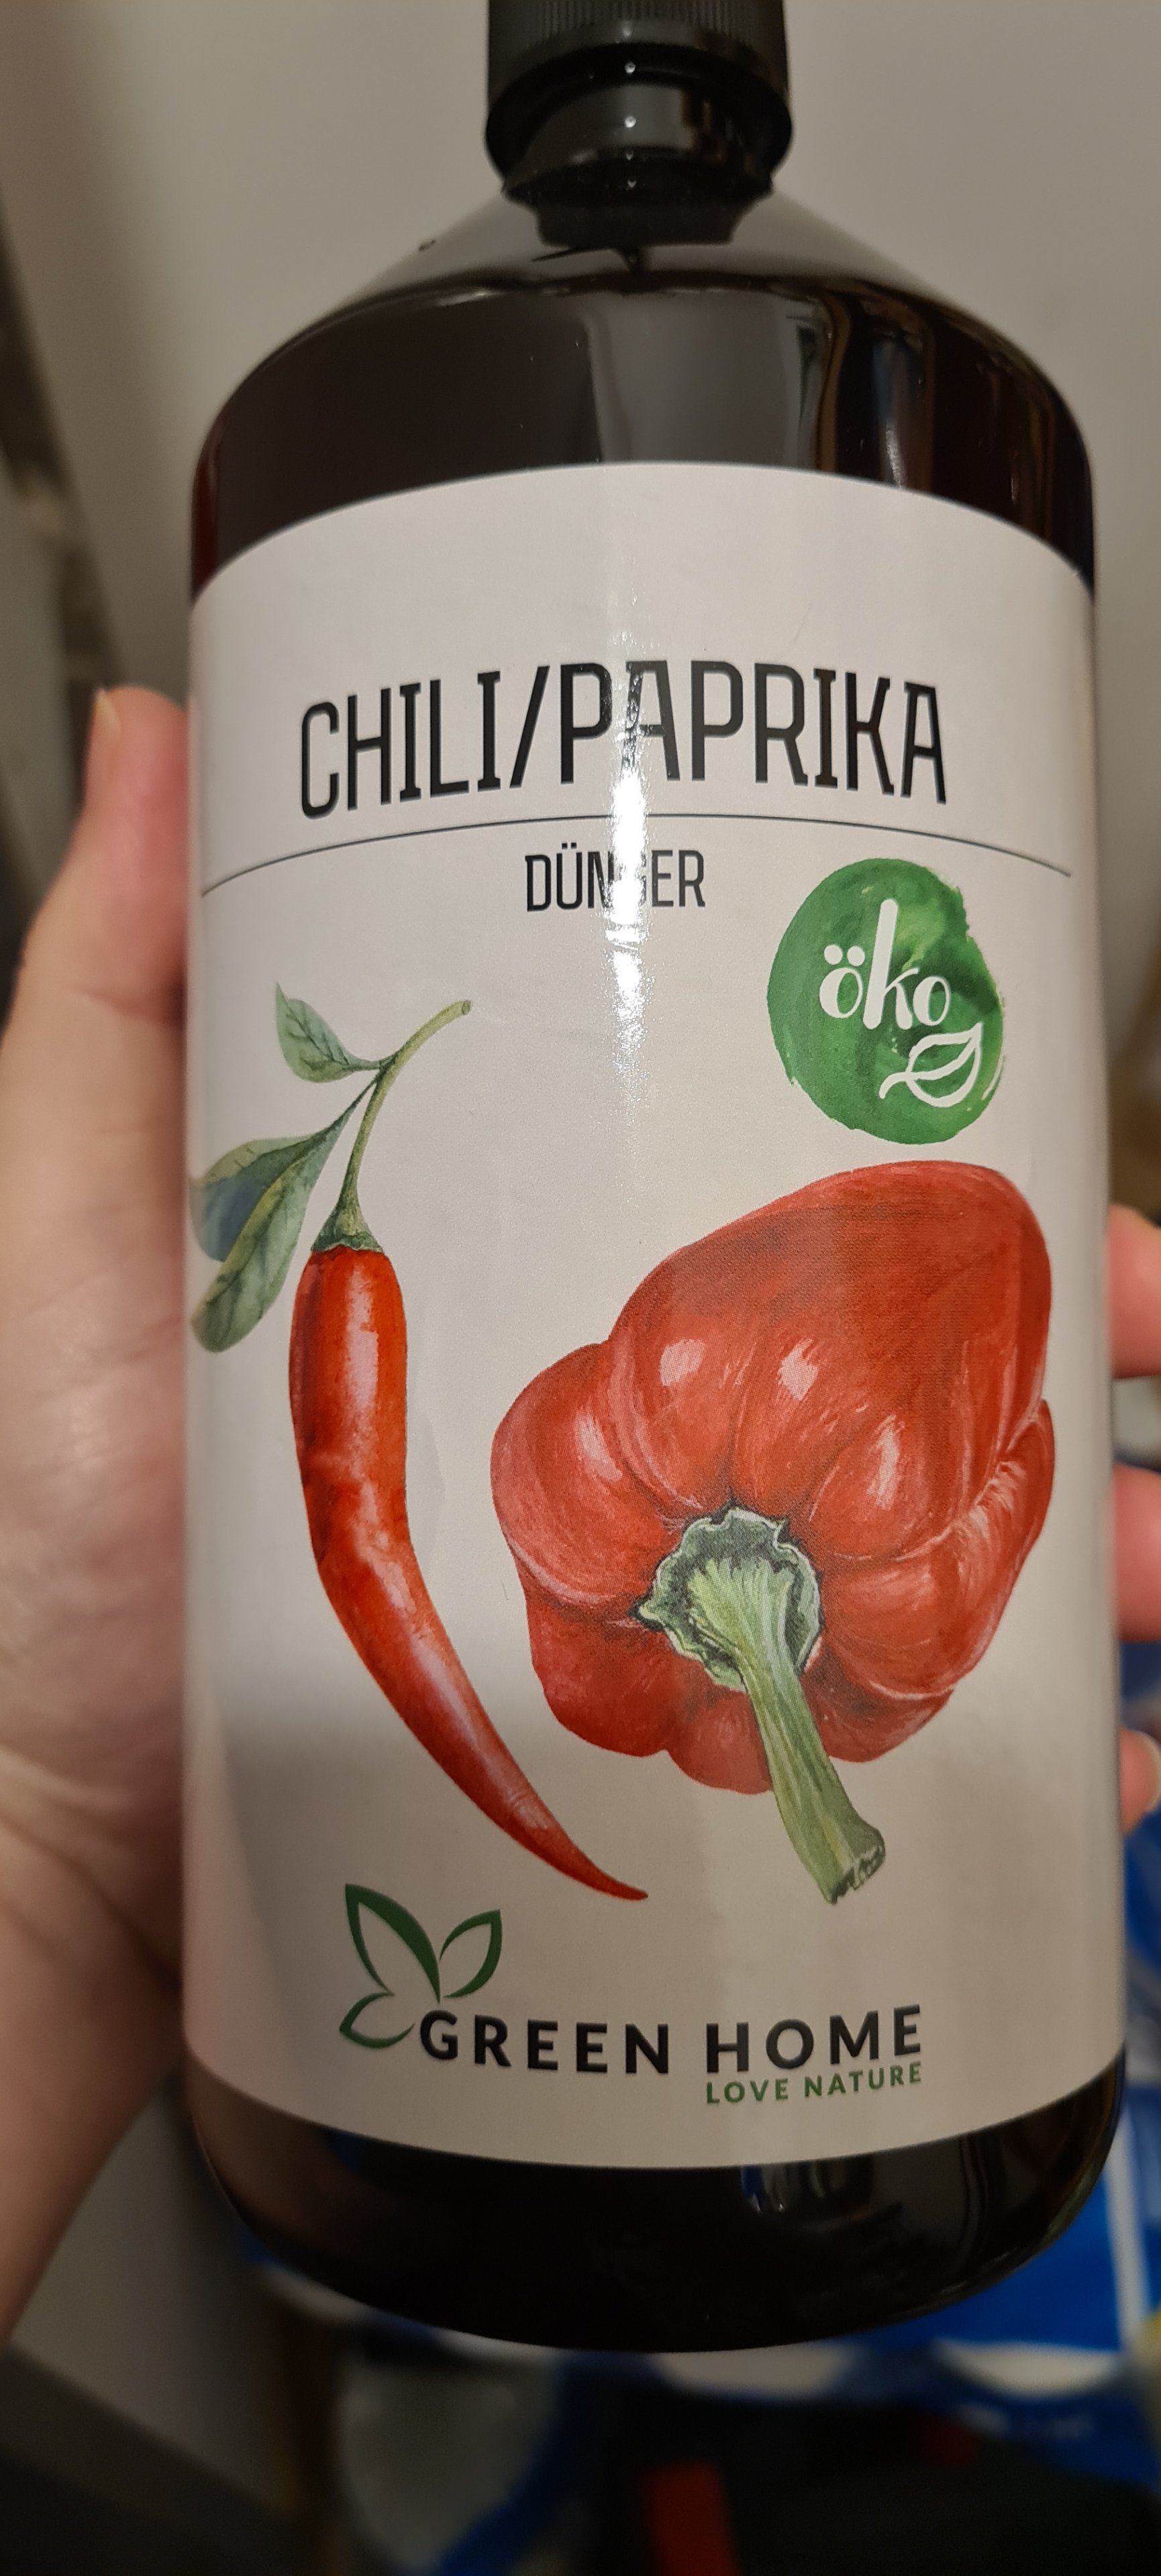 CHILI/PAPRIKA
DÜNGER
öko
GREEN HOME
LOVE NATURE